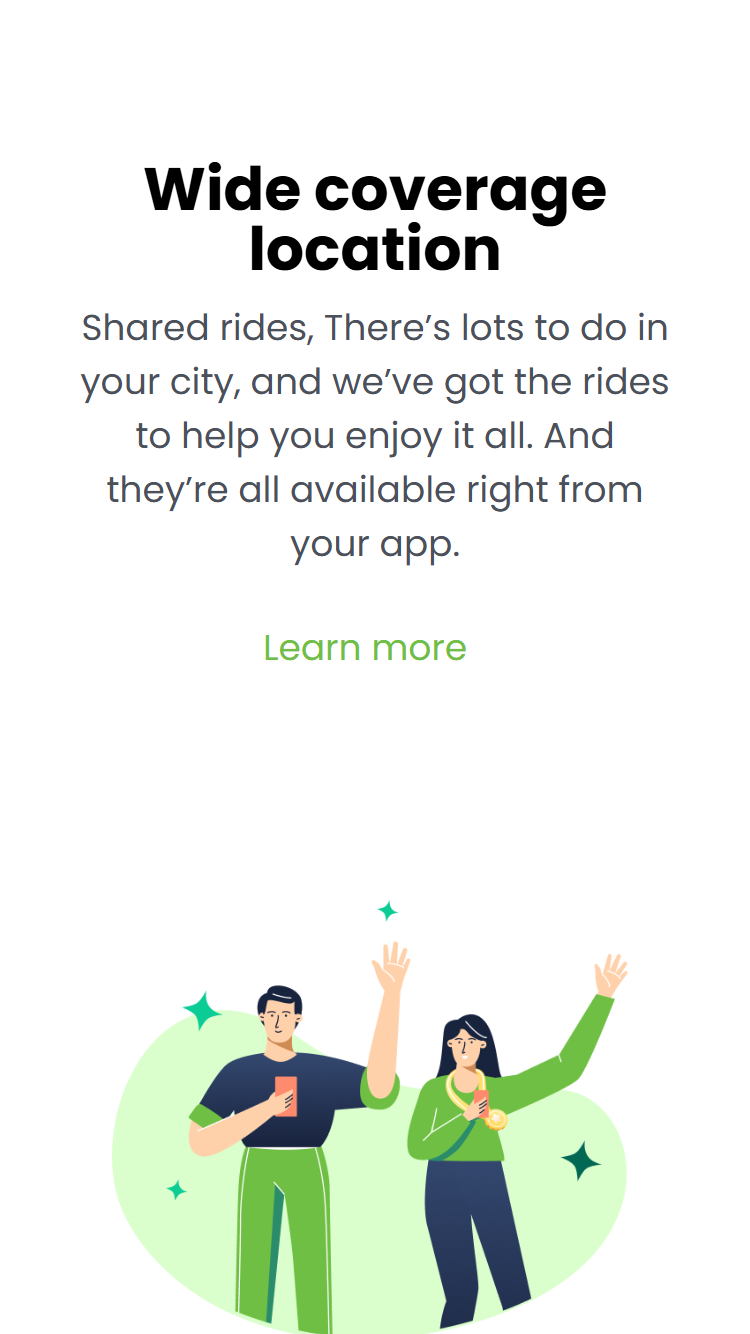 Wide coverage
location
Shared rides, There’s lots to do in
your city, and we’ve got the rides
to help you enjoy it all. And
they’re all available right from
your app.
Learn more